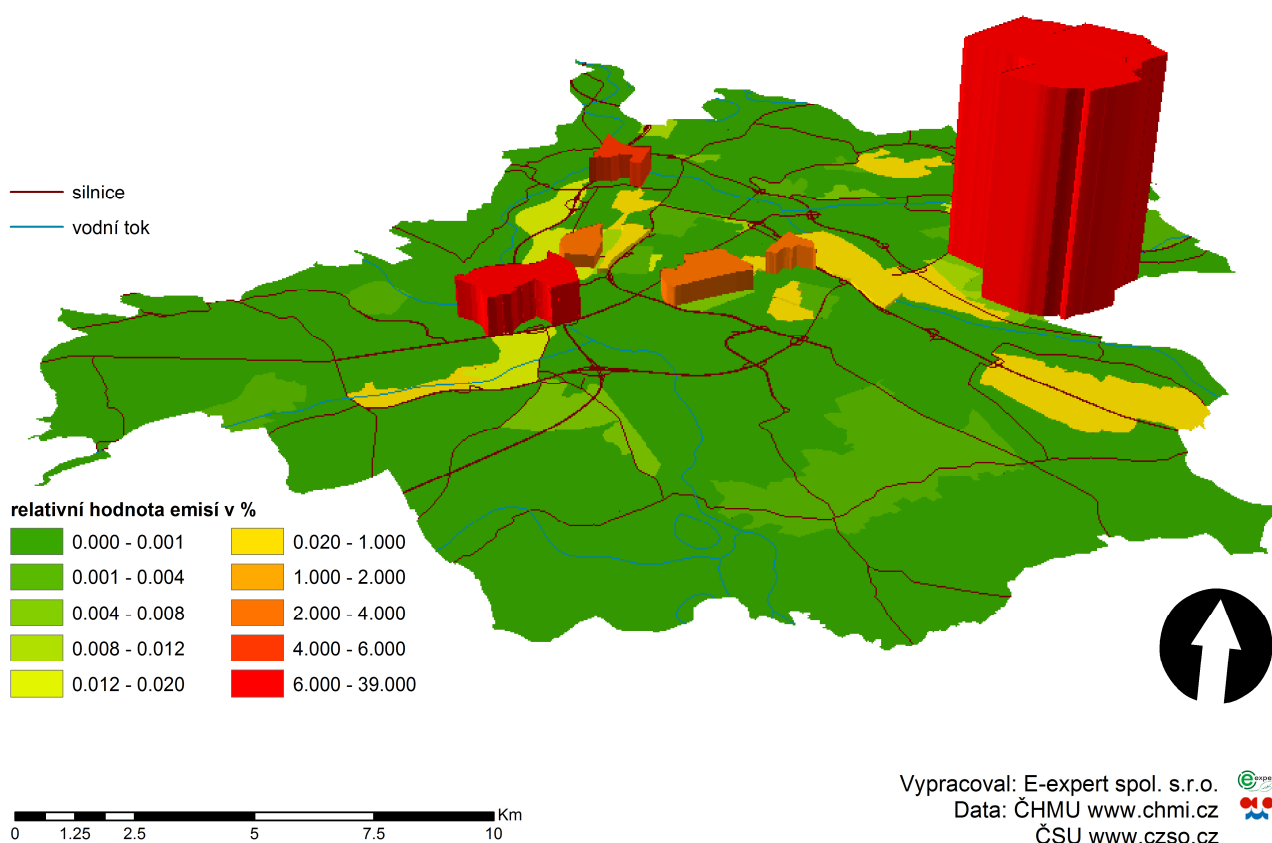 silnice
vodní tok
relativní hodnota emisí v %
0.000 - 0.001
0.001 - 0.004
0.004 - 0.008
0.008 - 0.012
0.012 - 0.020
0.020 - 1.000
1.000 - 2.000
2.000 - 4.000
4.000 - 6.000
6.000 - 39.000
Km
0 1.25 2.5 5 7.5 10
Vypracoval: E-expert spol. s.r.o.
Data: ČHMU www.chmi.cz
ČSU www.czso.cz